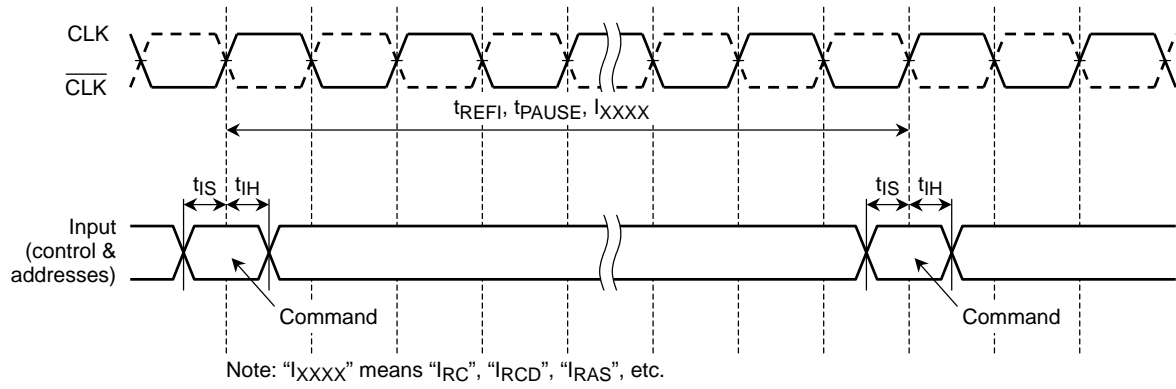 CLK
CLK
tREFI, tPAUSE, IXXXX
tIS
tIH
tIS
tIH
Input
(control &
addresses)
Command
Command
Note: “IXXXX” means “IRC”, “IRCD”, “IRAS”, etc.